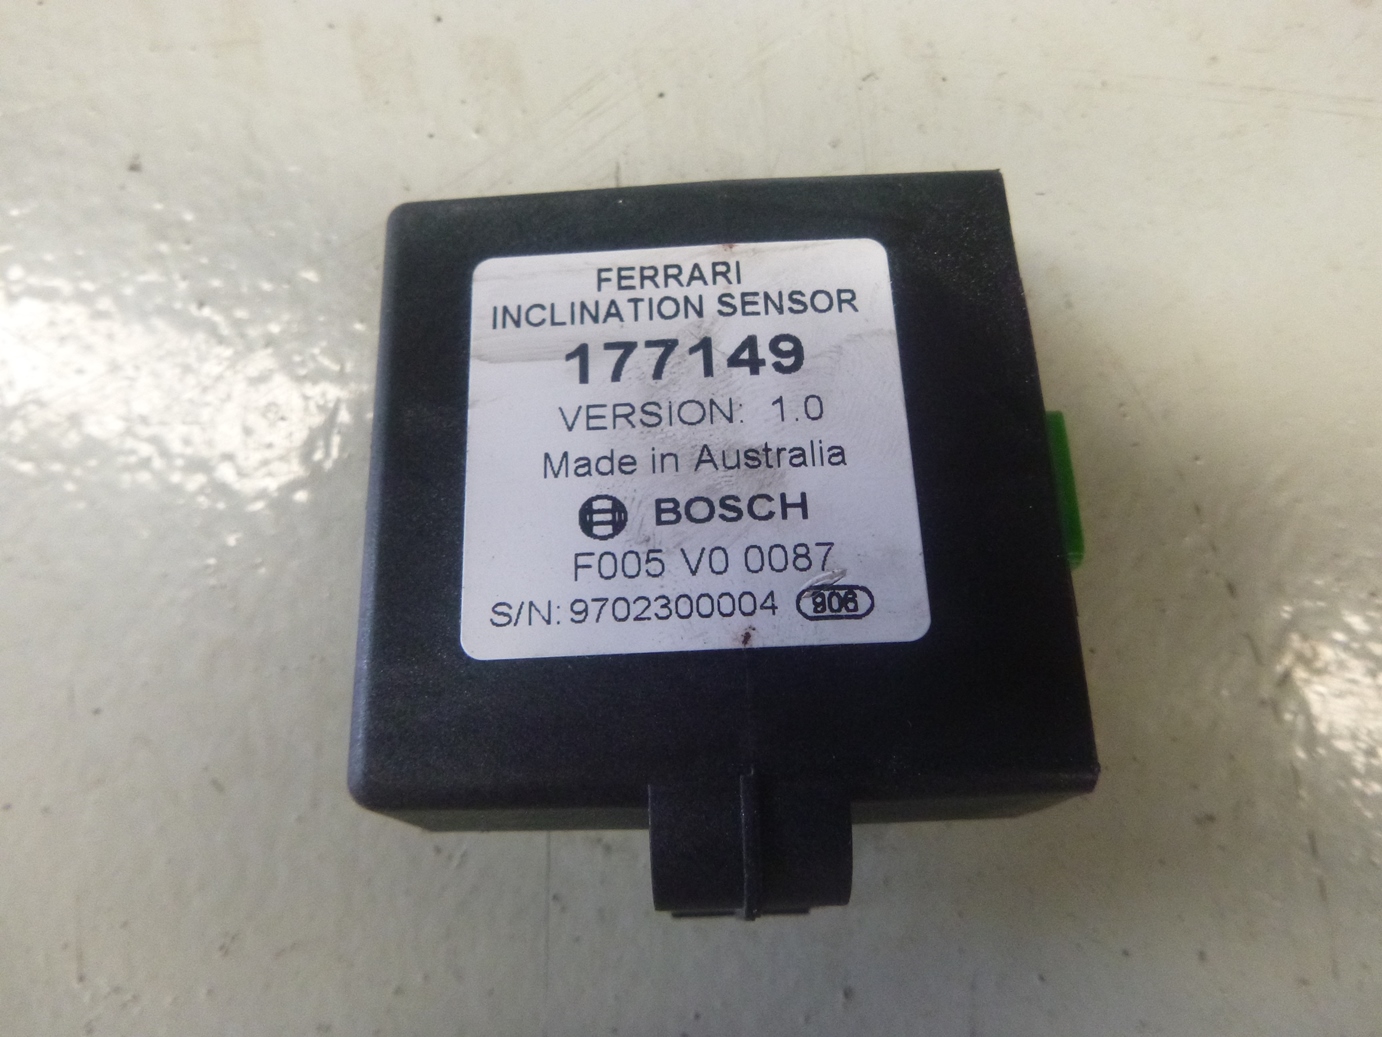 FERRARI
INCLINATION SENSOR
177149
VERSION: 1.0
Made in Australia
BOSCH
F005 V0 0087
S/N: 9702300004 906